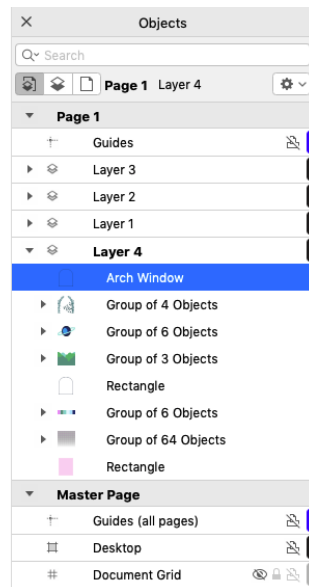 Objects
Search
Page 1 Layer 4
Page 1
Guides
Layer 3
Layer 2
Layer 1
Layer 4
Arch Window
Group of 4 Objects
Group of 6 Objects
Group of 3 Objects
Rectangle
Group of 6 Objects
Group of 64 Objects
Rectangle
Master Page
Guides (all pages)
Desktop
Document Grid